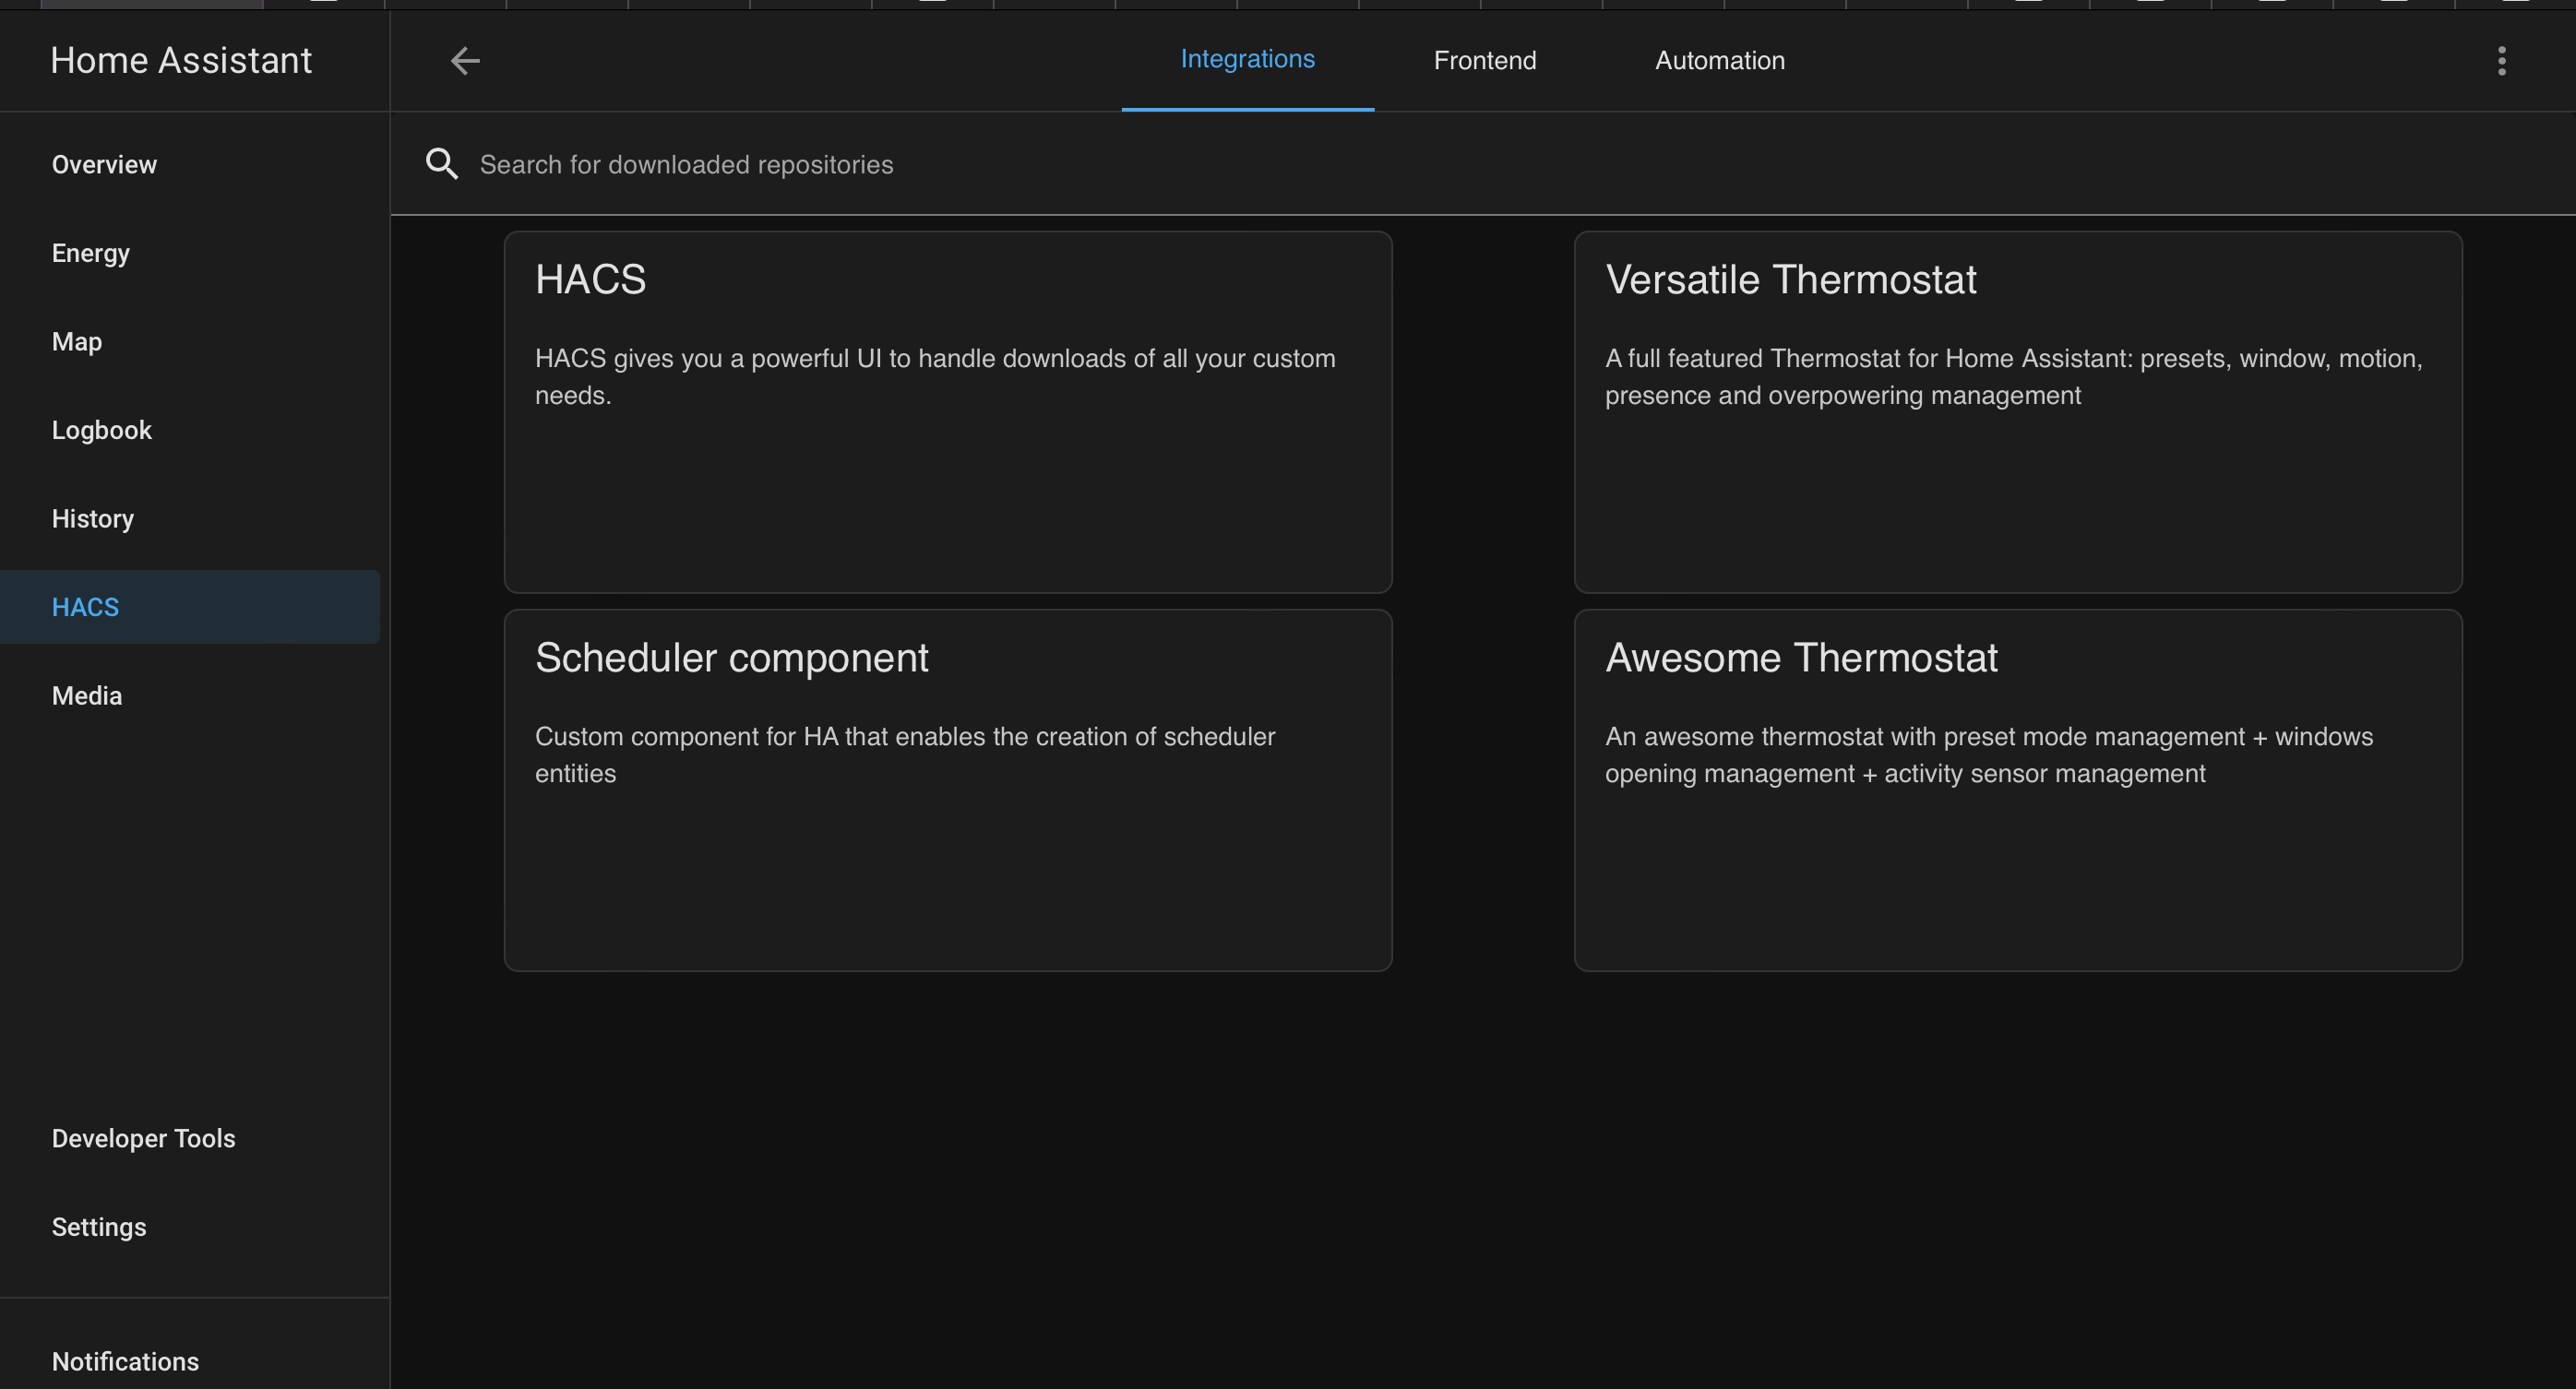 Home Assistant
Integrations
Frontend
Automation
Overview
Energy
Map
Logbook
History
HACS
Media
Developer Tools
Settings
Notifications
Search for downloaded repositories
HACS
HACS gives you a powerful UI to handle downloads of all your custom
needs.
Versatile Thermostat
A full featured Thermostat for Home Assistant: presets, window, motion,
presence and overpowering management
Scheduler component
Custom component for HA that enables the creation of scheduler
entities
Awesome Thermostat
An awesome thermostat with preset mode management + windows
opening management + activity sensor management